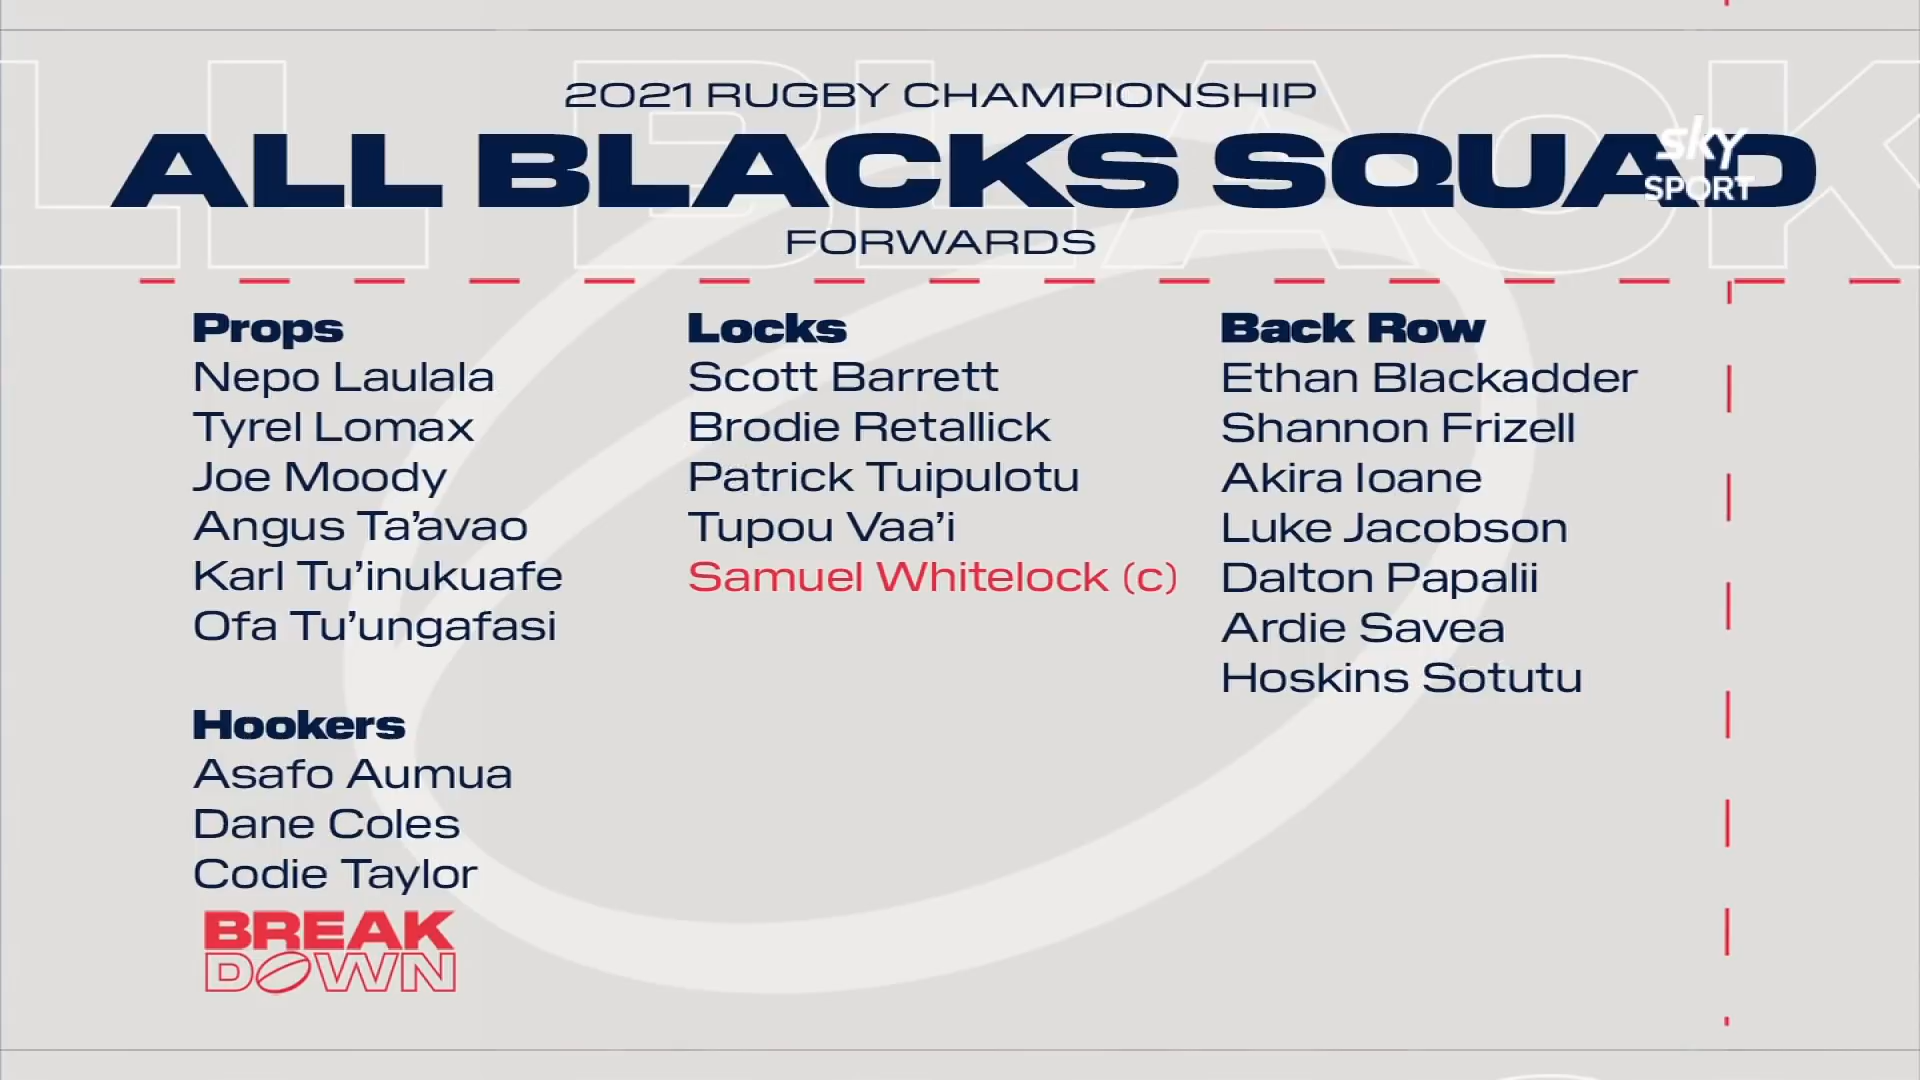 2021 RUGBY CHAMPIONSHIP
ALL BLACKS SQUAD
sky
SPORT
FORWARDS
Props
Nepo Laulala
Tyrel Lomax
Joe Moody
Angus Ta’avao
Karl Tu’inukuafe
Ofa Tu’ungafasi
Hookers
Asafo Aumua
Dane Coles
Codie Taylor
Locks
Scott Barrett
Brodie Retallick
Patrick Tuipulotu
Tupou Vaa’i
Samuel Whitelock (c)
Back Row
Ethan Blackadder
Shannon Frizell
Akira Ioane
Luke Jacobson
Dalton Papalii
Ardie Savea
Hoskins Sotutu
BREAK
DOWN
LL BLACK